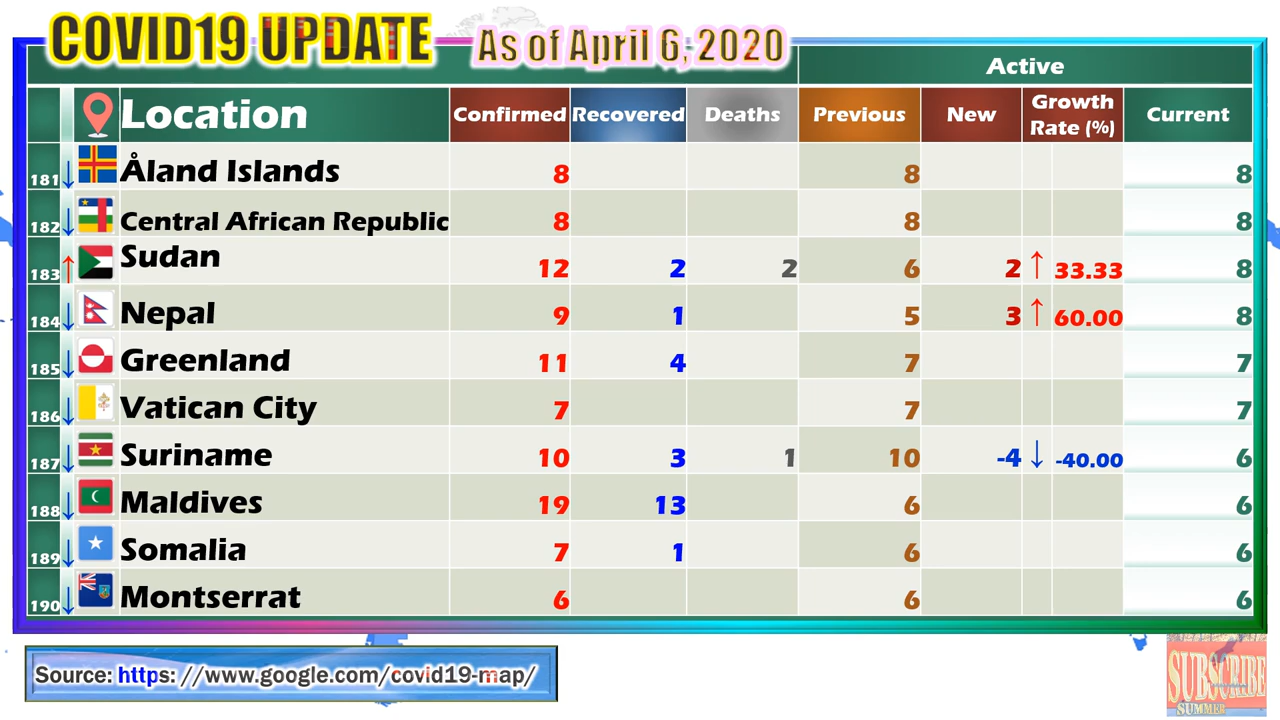 COVID19 UPDATE As of April 6, 2020
Active
Location Confirmed Recovered Deaths Previous New Growth Rate (%) Current
181 ↓ Åland Islands 8 8 8
182 ↓ Central African Republic 8 8 8
183 ↑ Sudan 12 2 2 6 2 ↑ 33.33 8
184 ↓ Nepal 9 1 5 3 ↑ 60.00 8
185 ↓ Greenland 11 4 7 7
186 ↓ Vatican City 7 7 7
187 ↓ Suriname 10 3 1 10 -4 ↓ -40.00 6
188 ↓ Maldives 19 13 6 6
189 ↓ Somalia 7 1 6 6
190 ↓ Montserrat 6 6 6
Source: https: //www.google.com/covid19-map/
SUBSCRIBE
SUMMER